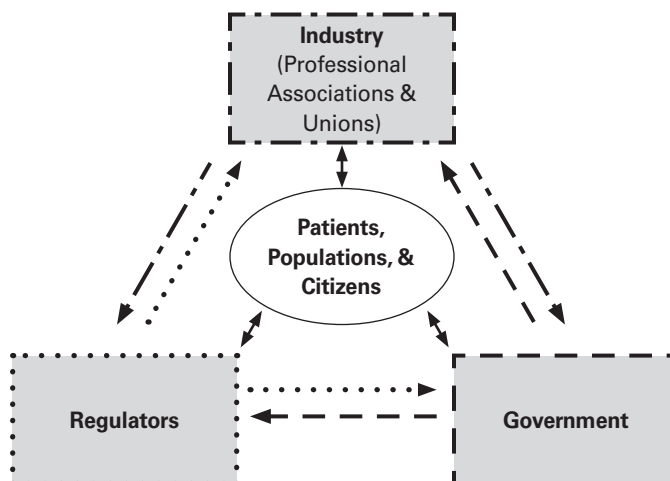 Industry
(Professional
Associations &
Unions)
Patients,
Populations, &
Citizens
Regulators
Government